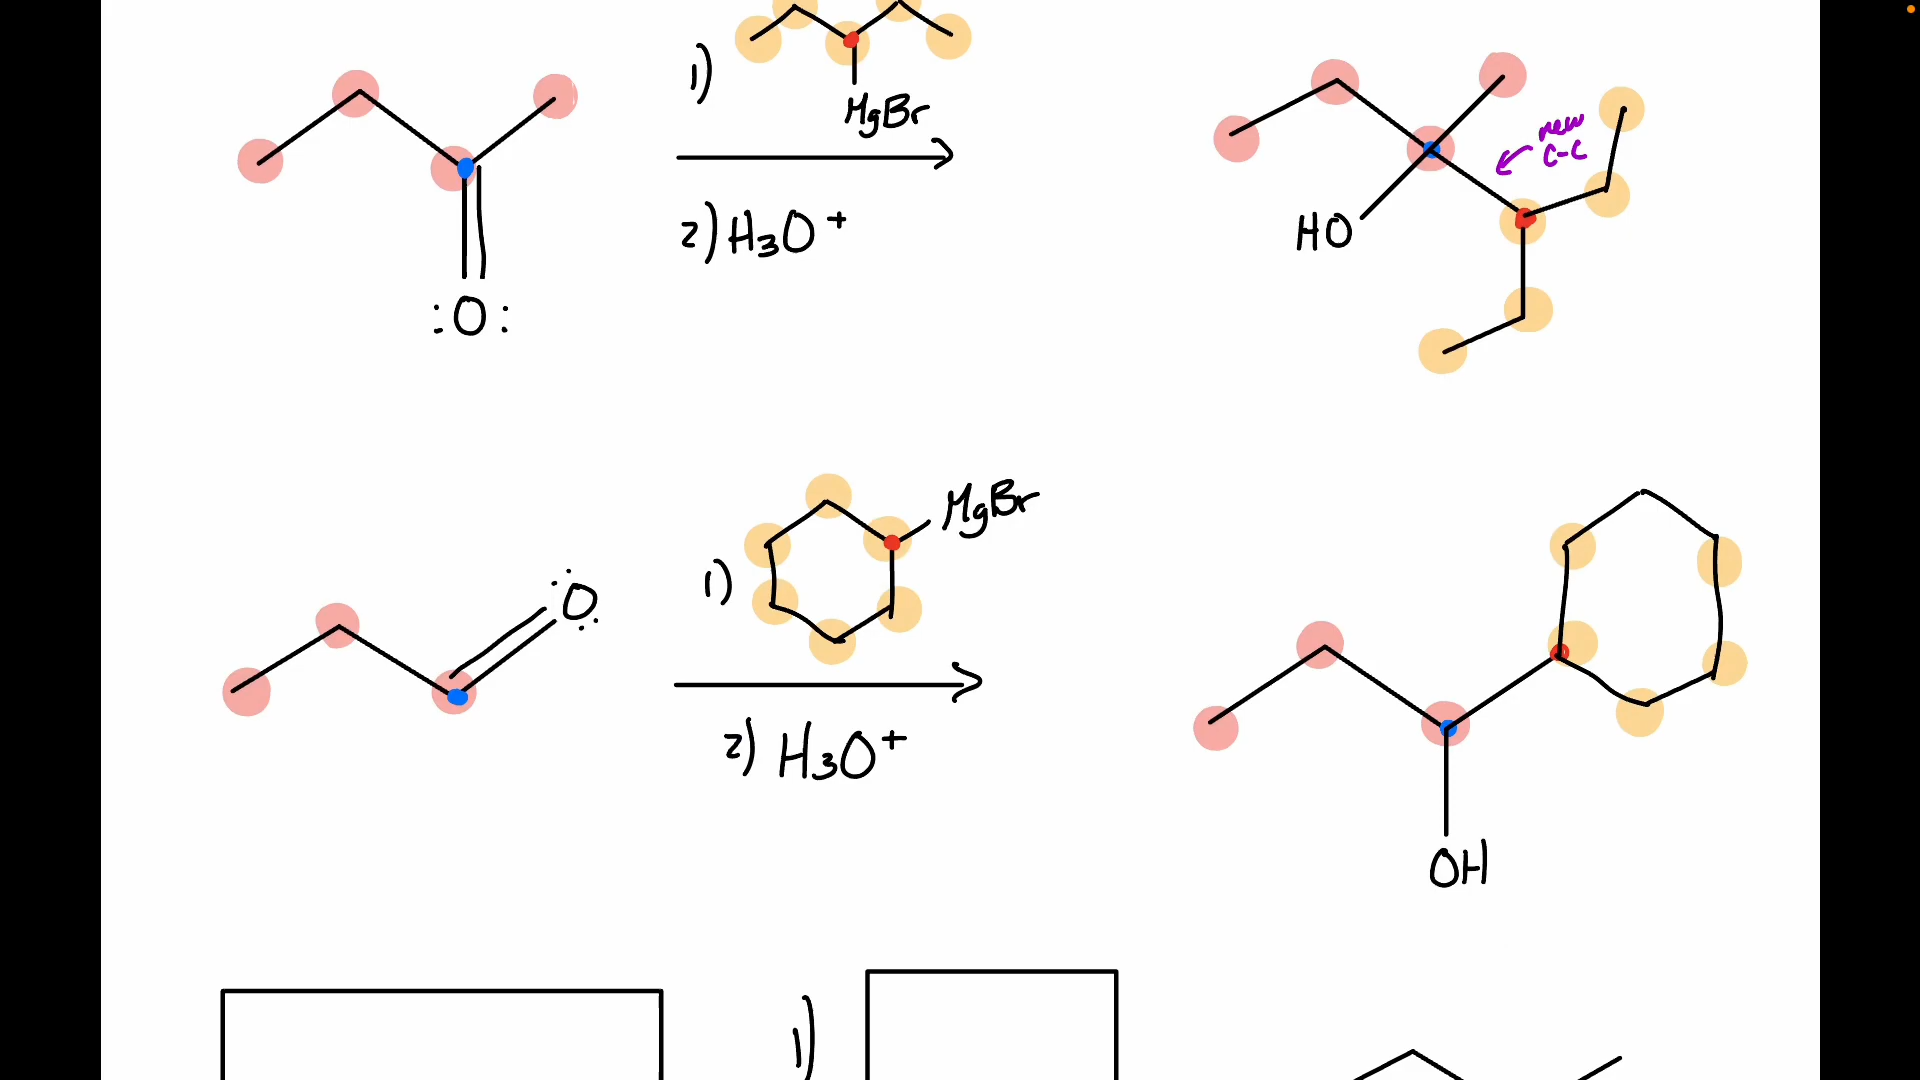 1)
MgBr
2) H₃O⁺
:O:
HO
new
C-C
1)
MgBr
O
2) H₃O⁺
OH
1)